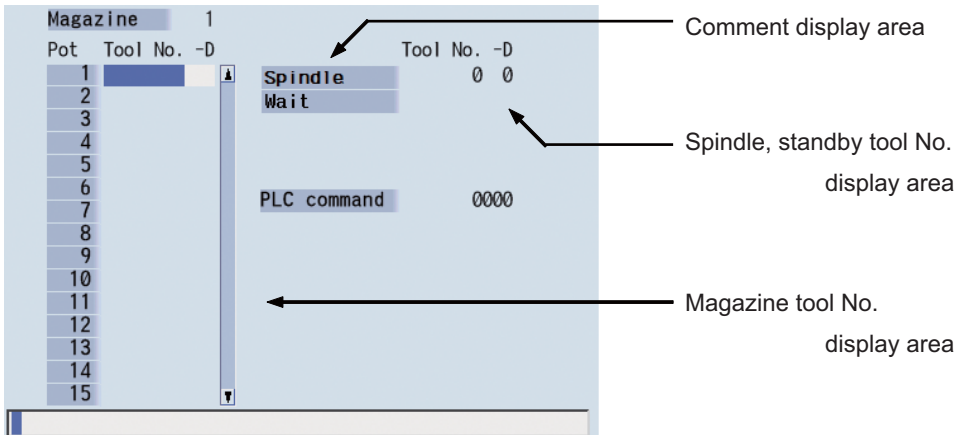 Magazine 1
Pot Tool No. -D
1
2
3
4
5
6
7
8
9
10
11
12
13
14
15
Tool No. -D
Spindle 0 0
Wait
PLC command 0000
Comment display area
Spindle, standby tool No.
display area
Magazine tool No.
display area